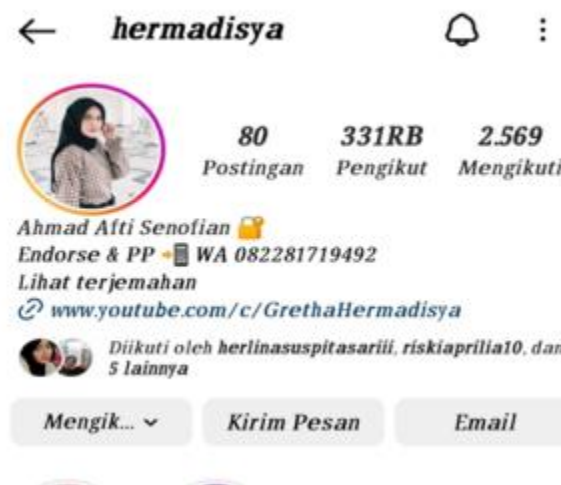 hermadisya
80 331RB 2.569
Postingan Pengikut Mengikuti
Ahmad Afti Senofian
Endorse & PP WA 082281719492
Lihat terjemahan
www.youtube.com/c/GrethaHermadisya
Diikuti oleh herlinasuspitasariii, riskiaprilia10, dan
5 lainnya
Mengik... Kirim Pesan Email